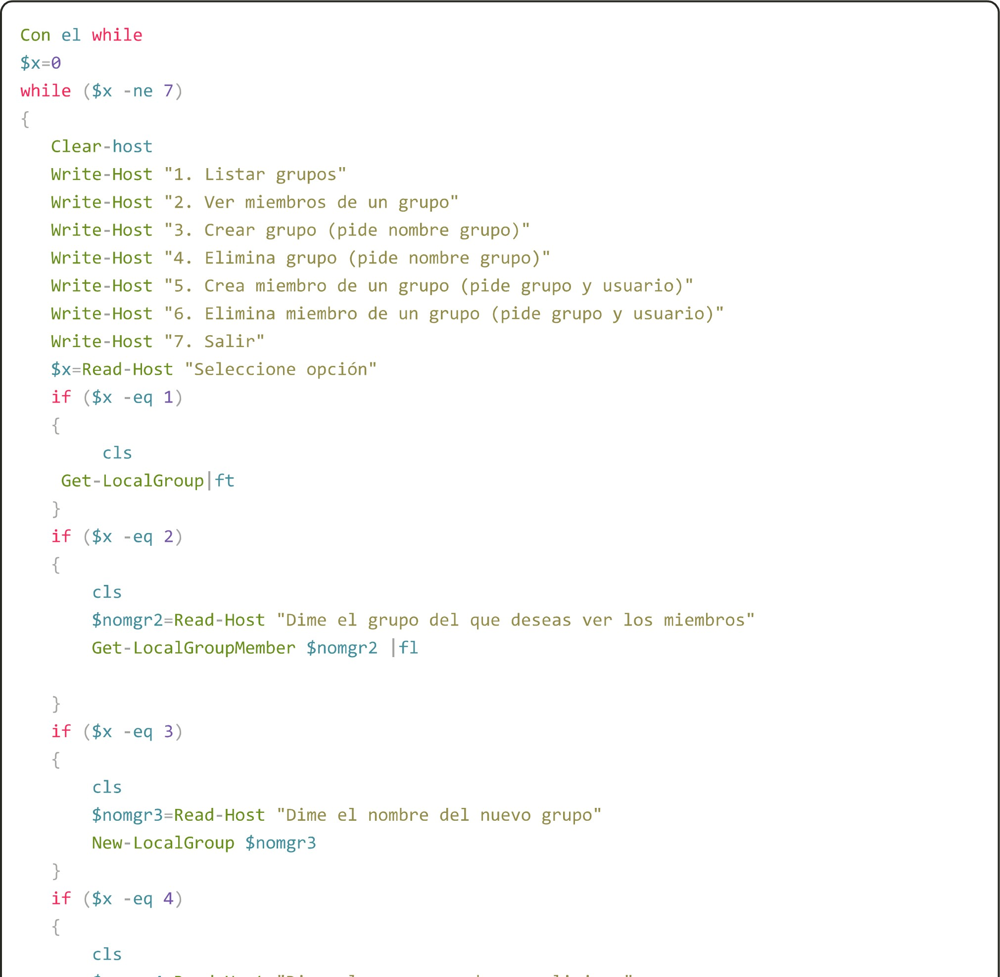 Con el while
$x=0
while ($x -ne 7)
{
   Clear-host
   Write-Host "1. Listar grupos"
   Write-Host "2. Ver miembros de un grupo"
   Write-Host "3. Crear grupo (pide nombre grupo)"
   Write-Host "4. Elimina grupo (pide nombre grupo)"
   Write-Host "5. Crea miembro de un grupo (pide grupo y usuario)"
   Write-Host "6. Elimina miembro de un grupo (pide grupo y usuario)"
   Write-Host "7. Salir"
   $x=Read-Host "Seleccione opción"
   if ($x -eq 1)
   {
        cls
    Get-LocalGroup|ft
   }
   if ($x -eq 2)
   {
       cls
       $nomgr2=Read-Host "Dime el grupo del que deseas ver los miembros"
       Get-LocalGroupMember $nomgr2 |fl

   }
   if ($x -eq 3)
   {
       cls
       $nomgr3=Read-Host "Dime el nombre del nuevo grupo"
       New-LocalGroup $nomgr3
   }
   if ($x -eq 4)
   {
       cls